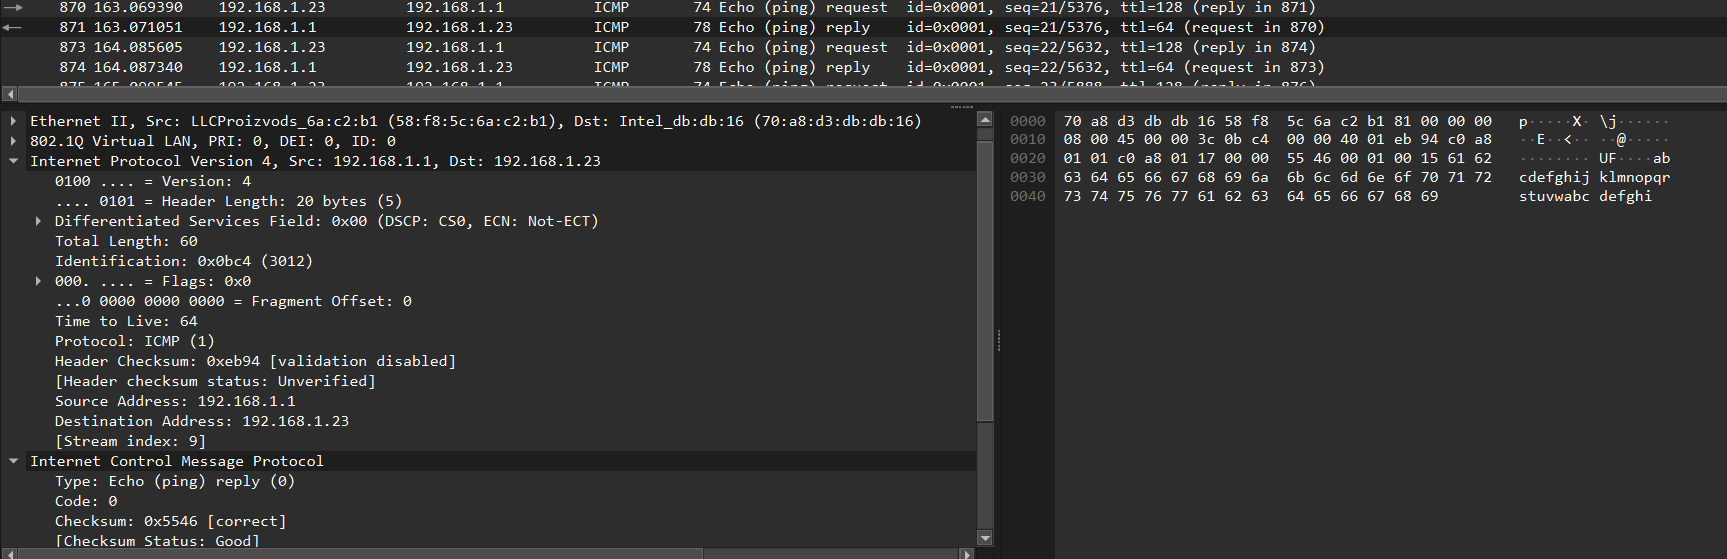 870 163.069390 192.168.1.23 192.168.1.1 ICMP 74 Echo (ping) request id=0x0001, seq=21/5376, ttl=128 (reply in 871)
871 163.071051 192.168.1.1 192.168.1.23 ICMP 78 Echo (ping) reply id=0x0001, seq=21/5376, ttl=64 (request in 870)
873 164.085605 192.168.1.23 192.168.1.1 ICMP 74 Echo (ping) request id=0x0001, seq=22/5632, ttl=128 (reply in 874)
874 164.087340 192.168.1.1 192.168.1.23 ICMP 78 Echo (ping) reply id=0x0001, seq=22/5632, ttl=64 (request in 873)
Ethernet II, Src: LLCProizvods_6a:c2:b1 (58:f8:5c:6a:c2:b1), Dst: Intel_db:db:16 (70:a8:d3:db:db:16)
802.1Q Virtual LAN, PRI: 0, DEI: 0, ID: 0
Internet Protocol Version 4, Src: 192.168.1.1, Dst: 192.168.1.23
0100 .... = Version: 4
.... 0101 = Header Length: 20 bytes (5)
Differentiated Services Field: 0x00 (DSCP: CS0, ECN: Not-ECT)
Total Length: 60
Identification: 0x0bc4 (3012)
000. .... = Flags: 0x0
...0 0000 0000 0000 = Fragment Offset: 0
Time to Live: 64
Protocol: ICMP (1)
Header Checksum: 0xeb94 [validation disabled]
[Header checksum status: Unverified]
Source Address: 192.168.1.1
Destination Address: 192.168.1.23
[Stream index: 9]
Internet Control Message Protocol
Type: Echo (ping) reply (0)
Code: 0
Checksum: 0x5546 [correct]
[Checksum Status: Good]
0000 70 a8 d3 db db 16 58 f8 5c 6a c2 b1 81 00 00 00 p·····X· \j······
0010 08 00 45 00 00 3c 0b c4 00 00 40 01 eb 94 c0 a8 ··E··<·· ··@·····
0020 01 01 c0 a8 01 17 00 00 55 46 00 01 00 15 61 62 ········ UF····ab
0030 63 64 65 66 67 68 69 6a 6b 6c 6d 6e 6f 70 71 72 cdefghij klmnopqr
0040 73 74 75 76 77 61 62 63 64 65 66 67 68 69 stuvwabc defghi